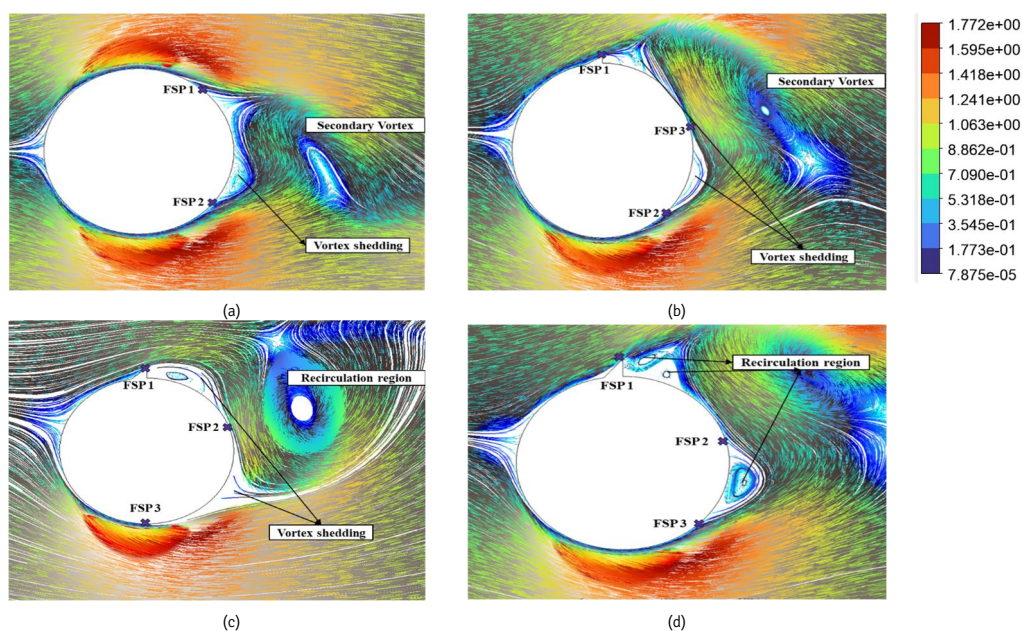 FSP 1
Secondary Vortex
FSP 2
Vortex shedding
(a)
FSP 1
Secondary Vortex
FSP 3
FSP 2
Vortex shedding
(b)
1.772e+00
1.595e+00
1.418e+00
1.241e+00
1.063e+00
8.862e-01
7.090e-01
5.318e-01
3.545e-01
1.773e-01
7.875e-05
FSP 1
Recirculation region
FSP 2
FSP 3
Vortex shedding
(c)
Recirculation region
FSP 1
FSP 2
FSP 3
(d)